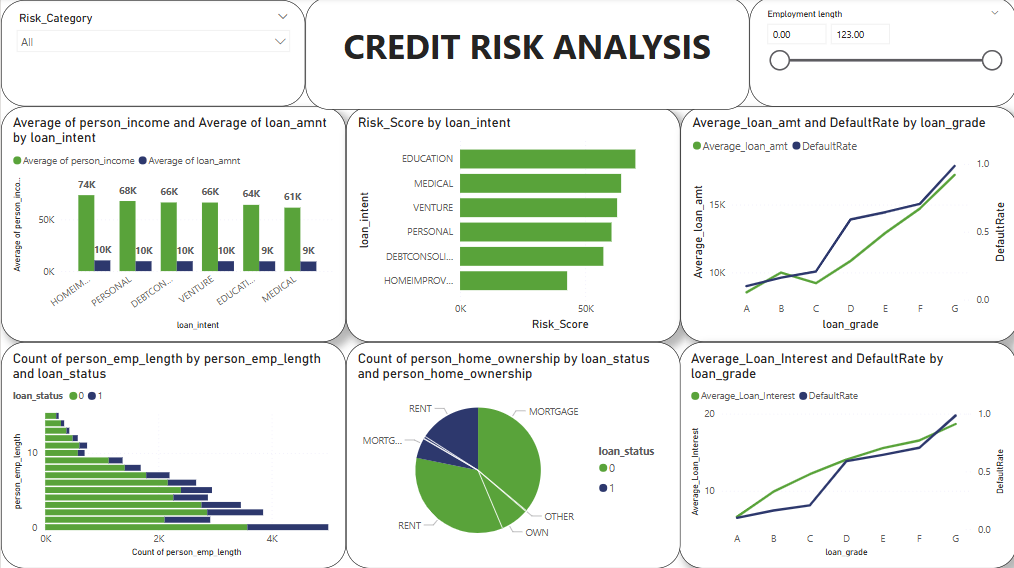 Risk_Category
All
CREDIT RISK ANALYSIS
Employment length
0.00
123.00
Average of person_income and Average of loan_amnt
by loan_intent
Average of person_income
Average of loan_amnt
Average of person_inco...
50K
0K
74K
68K
66K
66K
64K
61K
10K
10K
10K
10K
9K
9K
HOMEIM...
PERSONAL
DEBTCON...
VENTURE
EDUCATI...
MEDICAL
loan_intent
Risk_Score by loan_intent
loan_intent
EDUCATION
MEDICAL
VENTURE
PERSONAL
DEBTCONSOLI...
HOMEIMPROV...
0K
50K
Risk_Score
Average_loan_amt and DefaultRate by loan_grade
Average_loan_amt
DefaultRate
Average_loan_amt
15K
10K
1.0
0.5
0.0
DefaultRate
A
B
C
D
E
F
G
loan_grade
Count of person_emp_length by person_emp_length
and loan_status
loan_status
0
1
person_emp_length
10
0
0K
2K
4K
Count of person_emp_length
Count of person_home_ownership by loan_status
and person_home_ownership
RENT
MORTGAGE
MORTG...
RENT
OTHER
OWN
loan_status
0
1
Average_Loan_Interest and DefaultRate by
loan_grade
Average_Loan_Interest
DefaultRate
Average_Loan_Interest
20
10
1.0
0.5
0.0
DefaultRate
A
B
C
D
E
F
G
loan_grade